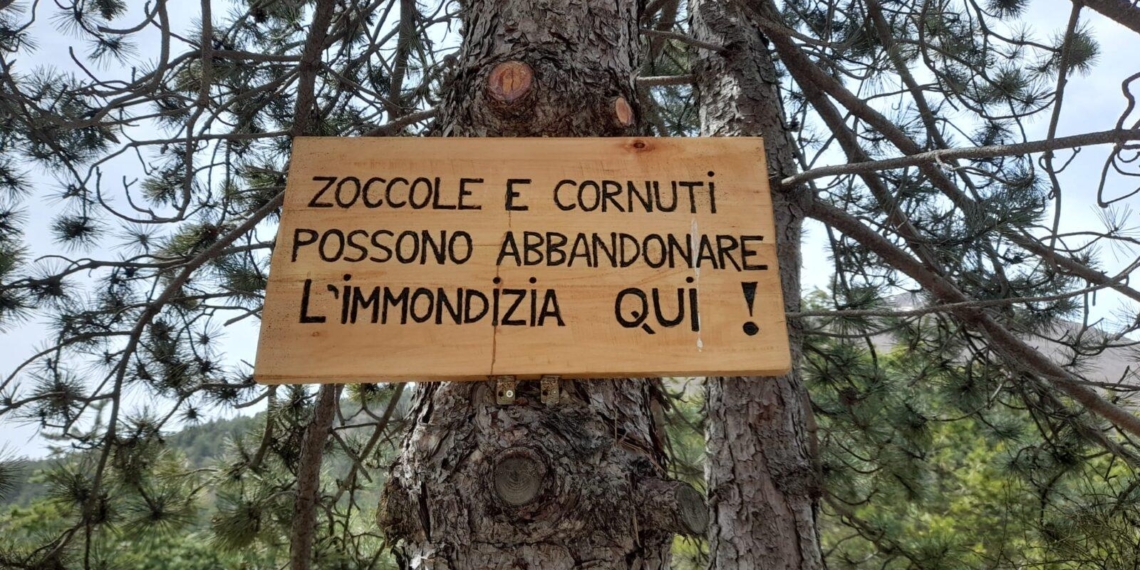 ZOCCOLE E CORNUTi
POSSONO ABBANDONARE
L'iMMONDiZiA QUi !